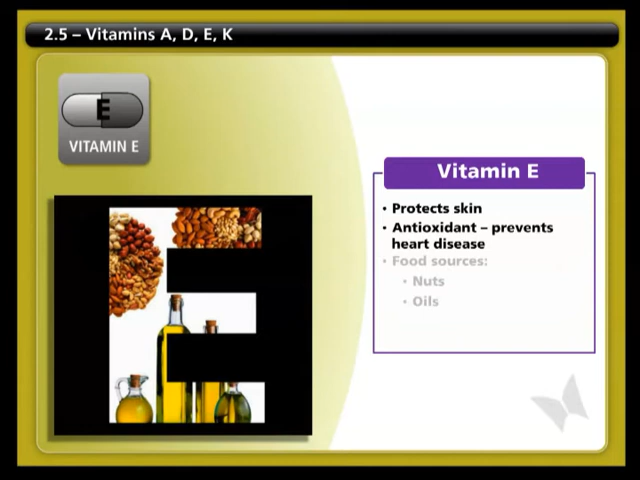 2.5 – Vitamins A, D, E, K
E
VITAMIN E
E
Vitamin E
• Protects skin
• Antioxidant – prevents
heart disease
• Food sources:
• Nuts
• Oils